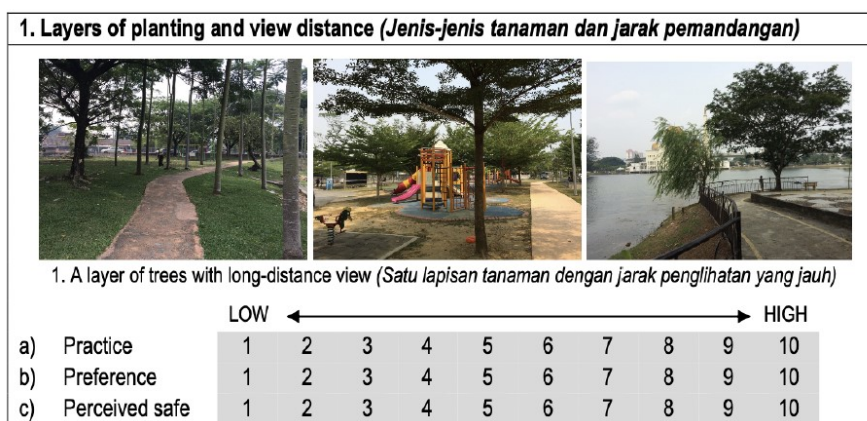 1. Layers of planting and view distance (Jenis-jenis tanaman dan jarak pemandangan)
1. A layer of trees with long-distance view (Satu lapisan tanaman dengan jarak penglihatan yang jauh)
LOW HIGH
a) Practice 1 2 3 4 5 6 7 8 9 10
b) Preference 1 2 3 4 5 6 7 8 9 10
c) Perceived safe 1 2 3 4 5 6 7 8 9 10